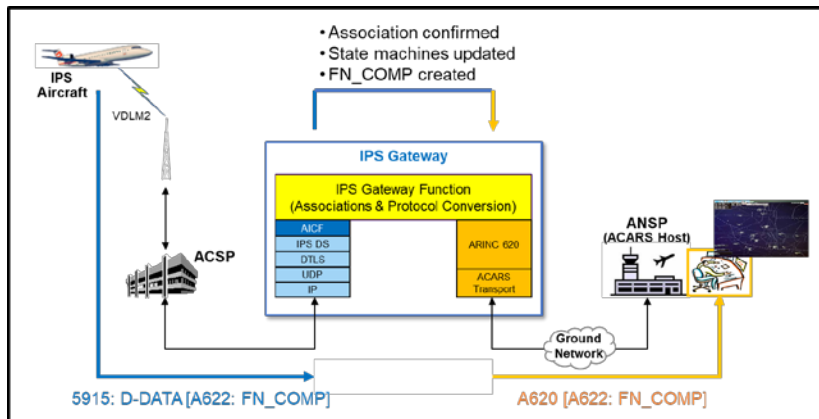 • Association confirmed
• State machines updated
• FN_COMP created
IPS
Aircraft
VDLM2
IPS Gateway
IPS Gateway Function
(Associations & Protocol Conversion)
AICF
IPS DS
DTLS
UDP
IP
ARINC 620
ACARS
Transport
ACSP
ANSP
(ACARS Host)
Ground
Network
5915: D-DATA [A622: FN_COMP]
A620 [A622: FN_COMP]